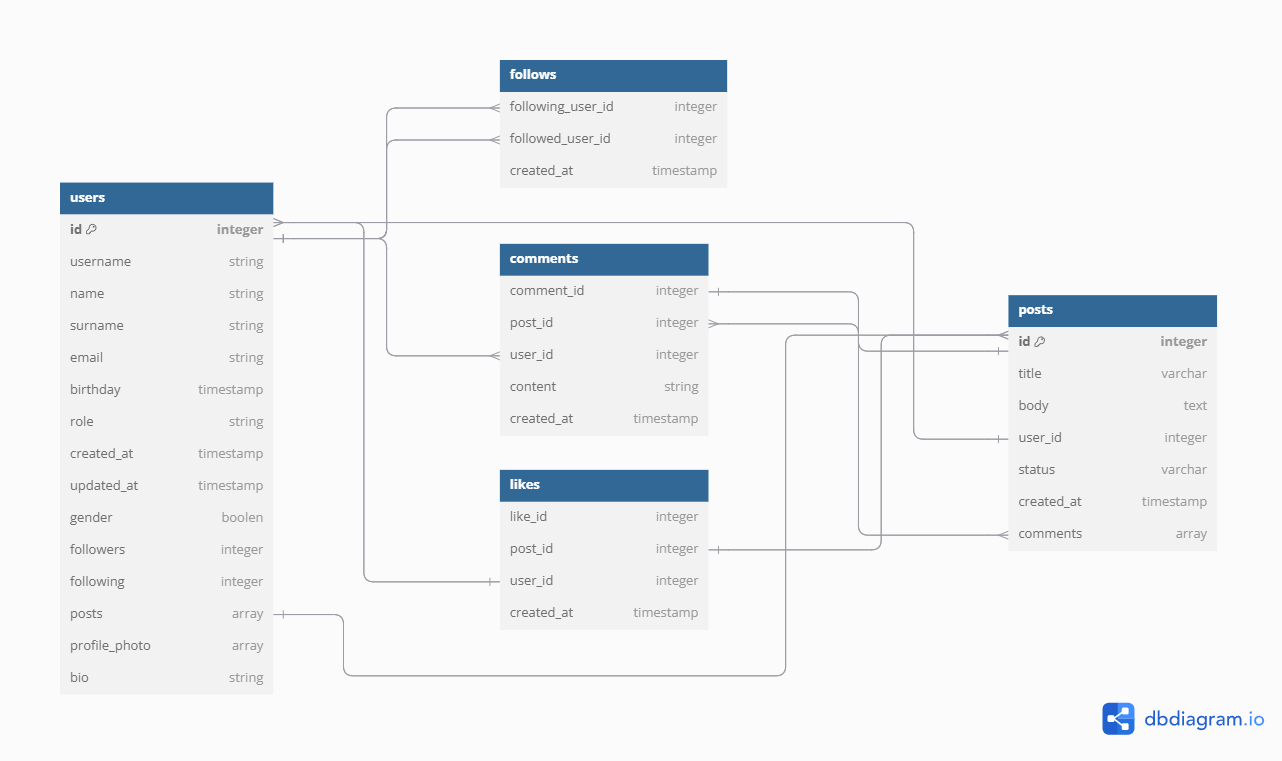 follows
following_user_id integer
followed_user_id integer
created_at timestamp
users
id integer
username string
name string
surname string
email string
birthday timestamp
role string
created_at timestamp
updated_at timestamp
gender boolen
followers integer
following integer
posts array
profile_photo array
bio string
comments
comment_id integer
post_id integer
user_id integer
content string
created_at timestamp
likes
like_id integer
post_id integer
user_id integer
created_at timestamp
posts
id integer
title varchar
body text
user_id integer
status varchar
created_at timestamp
comments array
dbdiagram.io